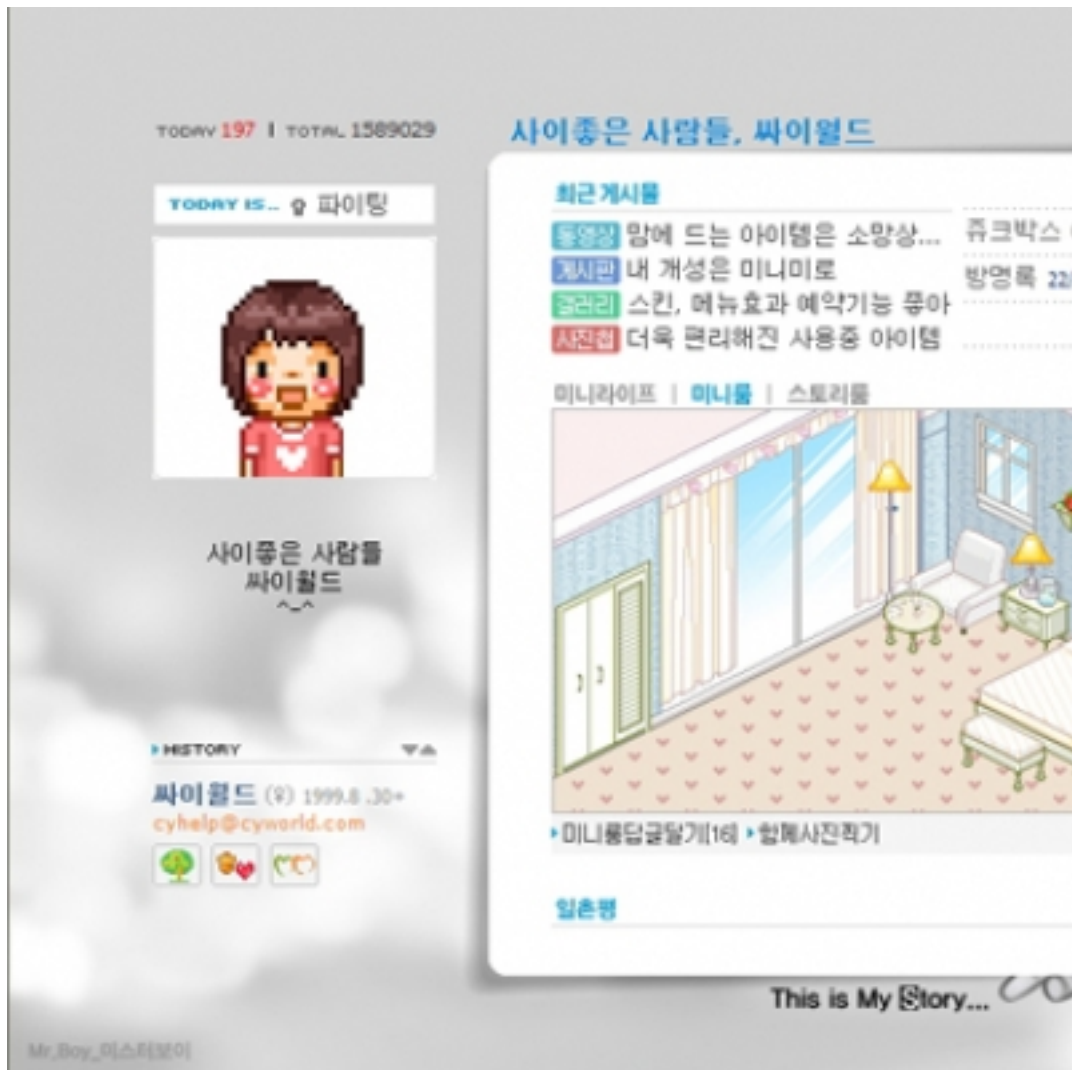 TODAY 197 | TOTAL 1589029
사이좋은 사람들, 싸이월드
TODAY IS.. 파이팅
사이좋은 사람들
싸이월드
^_^
HISTORY
싸이월드 (♀) 1999.8 .30+
cyhelp@cyworld.com
최근 게시물
동영상 맘에 드는 아이템은 소망상...
게시판 내 개성은 미니미로
갤러리 스킨, 메뉴효과 예약기능 좋아
사진첩 더욱 편리해진 사용중 아이템
쥬크박스
방명록 22
미니라이프 | 미니룸 | 스토리룸
미니룸답글달기[16] 함께사진찍기
일촌평
This is My Story...
Mr.Boy_미스터보이